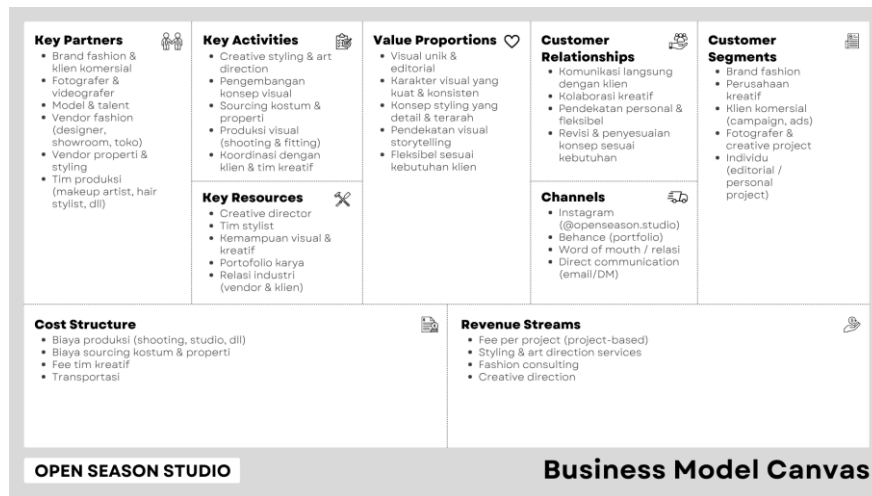 Key Partners
• Brand fashion &
klien komersial
• Fotografer &
videografer
• Model & talent
• Vendor fashion
(designer,
showroom, toko)
• Vendor properti &
styling
• Tim produksi
(makeup artist, hair
stylist, dll)
Key Activities
• Creative styling & art
direction
• Pengembangan
konsep visual
• Sourcing kostum &
properti
• Produksi visual
(shooting & fitting)
• Koordinasi dengan
klien & tim kreatif
Key Resources
• Creative director
• Tim stylist
• Kemampuan visual &
kreatif
• Portofolio karya
• Relasi industri
(vendor & klien)
Value Proportions
• Visual unik &
editorial
• Karakter visual yang
kuat & konsisten
• Konsep styling yang
detail & terarah
• Pendekatan visual
storytelling
• Fleksibel sesuai
kebutuhan klien
Customer
Relationships
• Komunikasi langsung
dengan klien
• Kolaborasi kreatif
• Pendekatan personal &
fleksibel
• Revisi & penyesuaian
konsep sesuai
kebutuhan
Channels
• Instagram
(@openseason.studio)
• Behance (portfolio)
• Word of mouth / relasi
• Direct communication
(email/DM)
Customer
Segments
• Brand fashion
• Perusahaan
kreatif
• Klien komersial
(campaign, ads)
• Fotografer &
creative project
• Individu
(editorial /
personal
project)
Cost Structure
• Biaya produksi (shooting, studio, dll)
• Biaya sourcing kostum & properti
• Fee tim kreatif
• Transportasi
Revenue Streams
• Fee per project (project-based)
• Styling & art direction services
• Fashion consulting
• Creative direction
OPEN SEASON STUDIO
Business Model Canvas